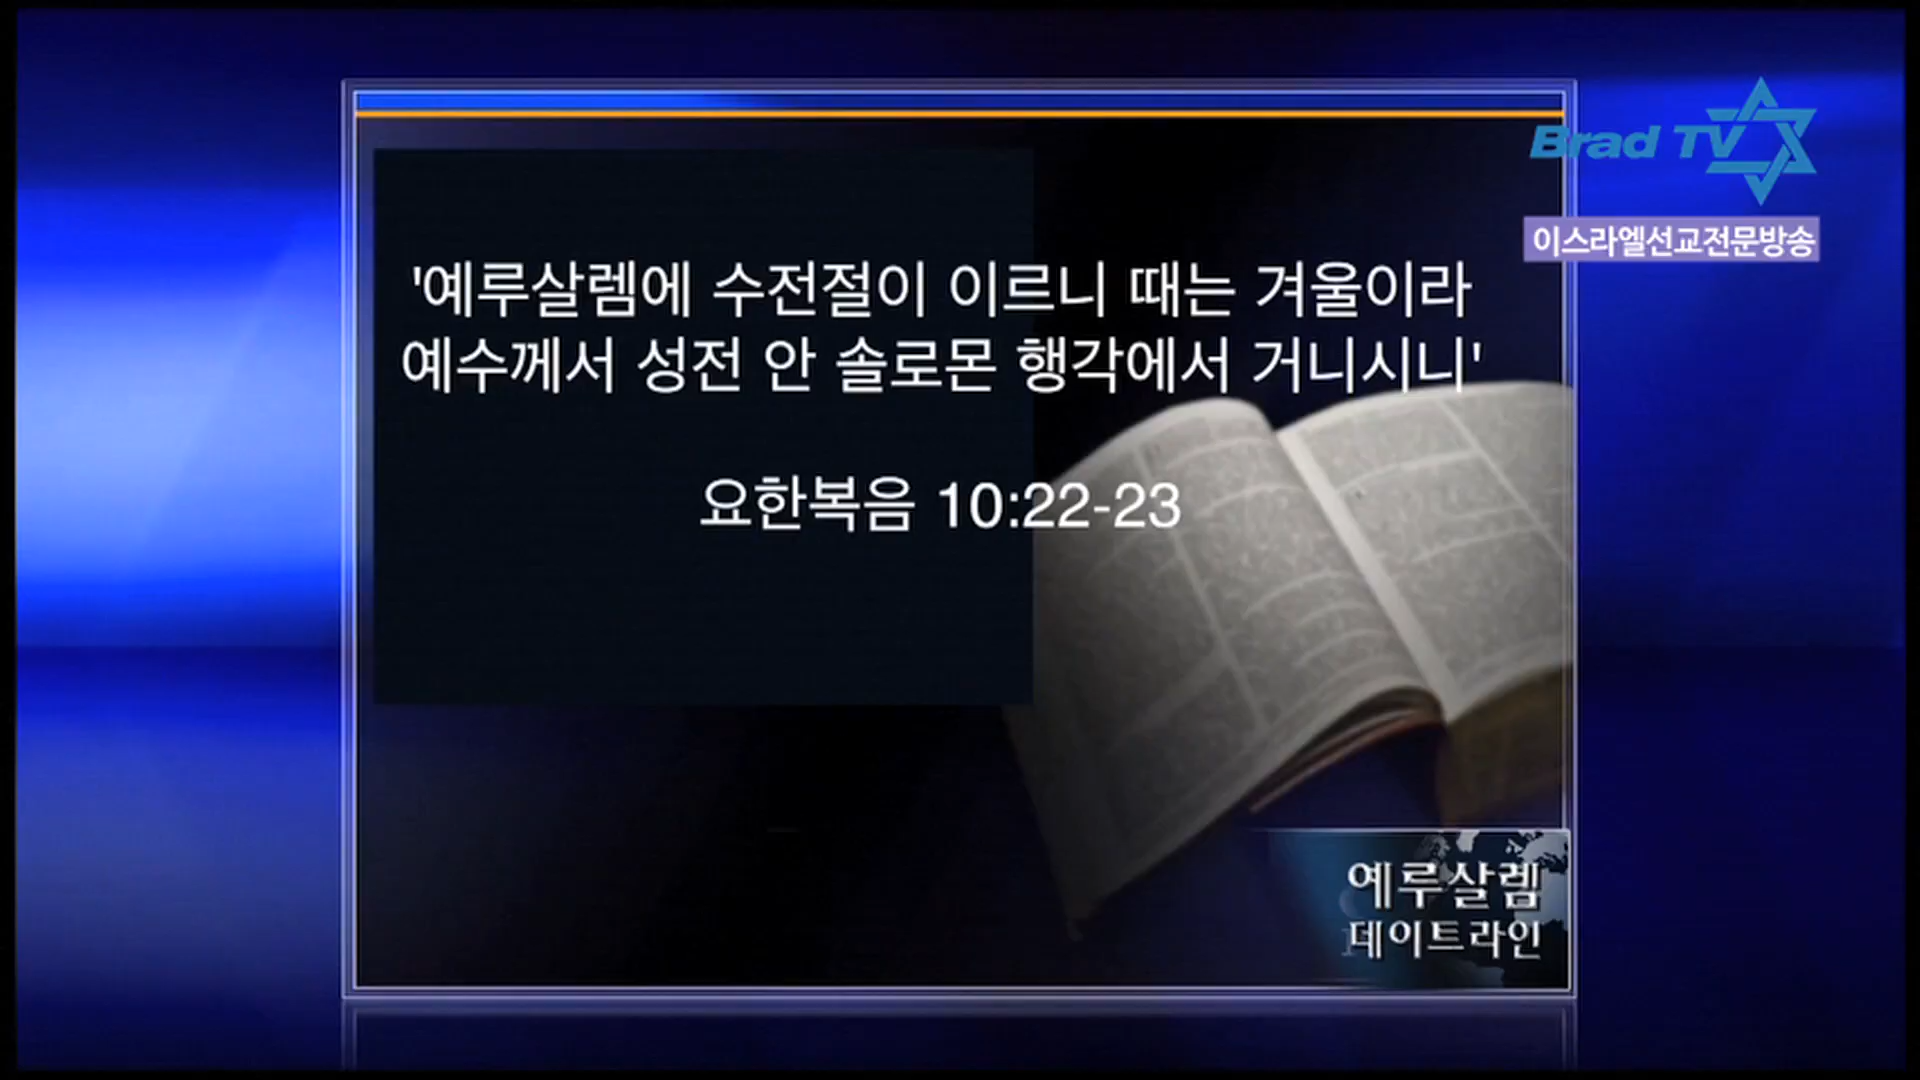 Brad TV
이스라엘선교전문방송
'예루살렘에 수전절이 이르니 때는 겨울이라
예수께서 성전 안 솔로몬 행각에서 거니시니'
요한복음 10:22-23
예루살렘
데이트라인